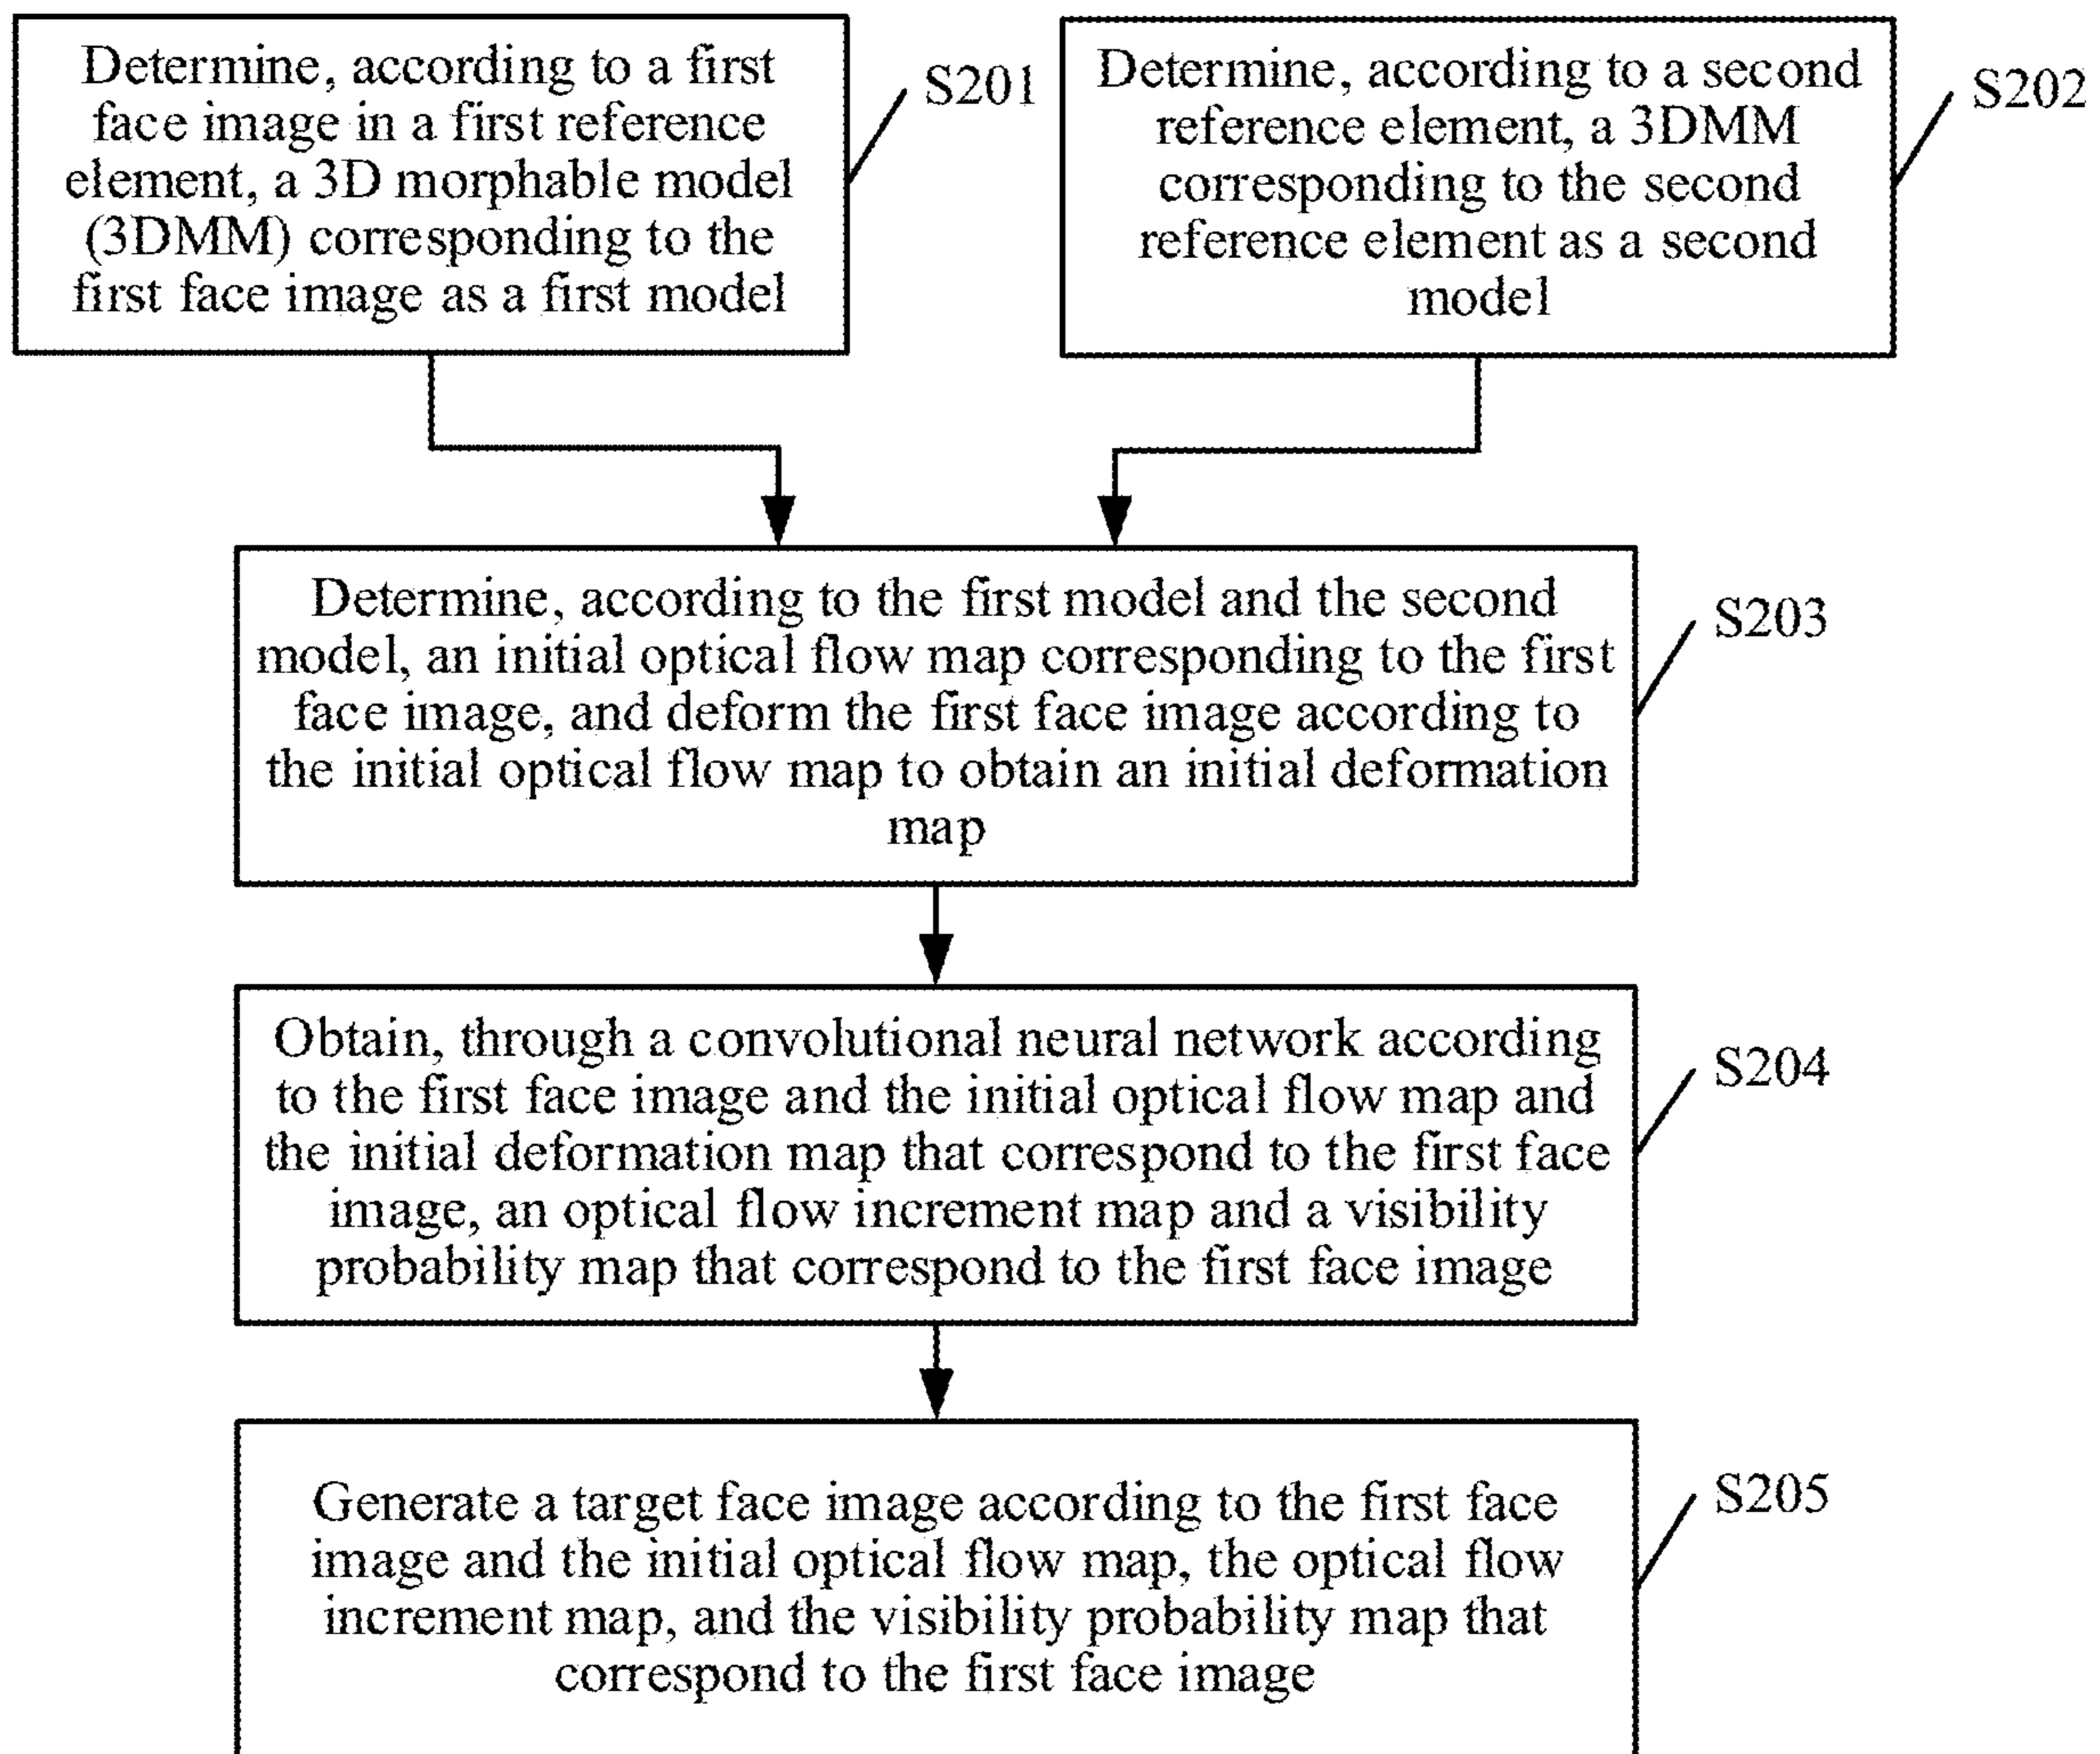 Determine, according to a first
face image in a first reference
element, a 3D morphable model
(3DMM) corresponding to the
first face image as a first model
S201
Determine, according to a second
reference element, a 3DMM
corresponding to the second
reference element as a second
model
S202
Determine, according to the first model and the second
model, an initial optical flow map corresponding to the first
face image, and deform the first face image according to
the initial optical flow map to obtain an initial deformation
map
S203
Obtain, through a convolutional neural network according
to the first face image and the initial optical flow map and
the initial deformation map that correspond to the first face
image, an optical flow increment map and a visibility
probability map that correspond to the first face image
S204
Generate a target face image according to the first face
image and the initial optical flow map, the optical flow
increment map, and the visibility probability map that
correspond to the first face image
S205